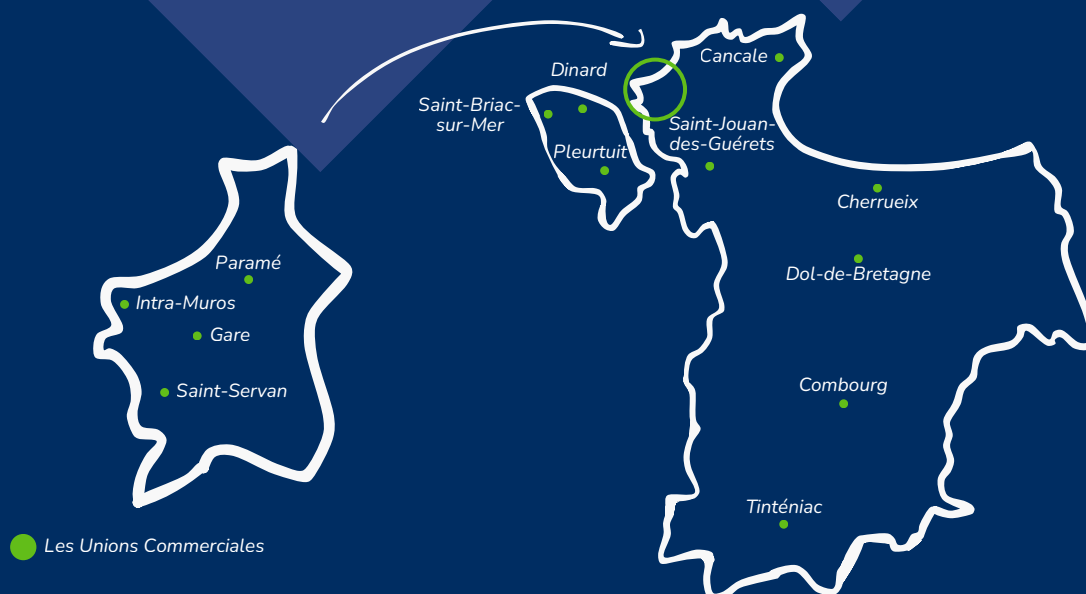 Cancale
Dinard
Saint-Briac-
sur-Mer
Saint-Jouan-
des-Guérets
Pleurtuit
Cherrueix
Paramé
Dol-de-Bretagne
Intra-Muros
Gare
Combourg
Saint-Servan
Tinténiac
Les Unions Commerciales